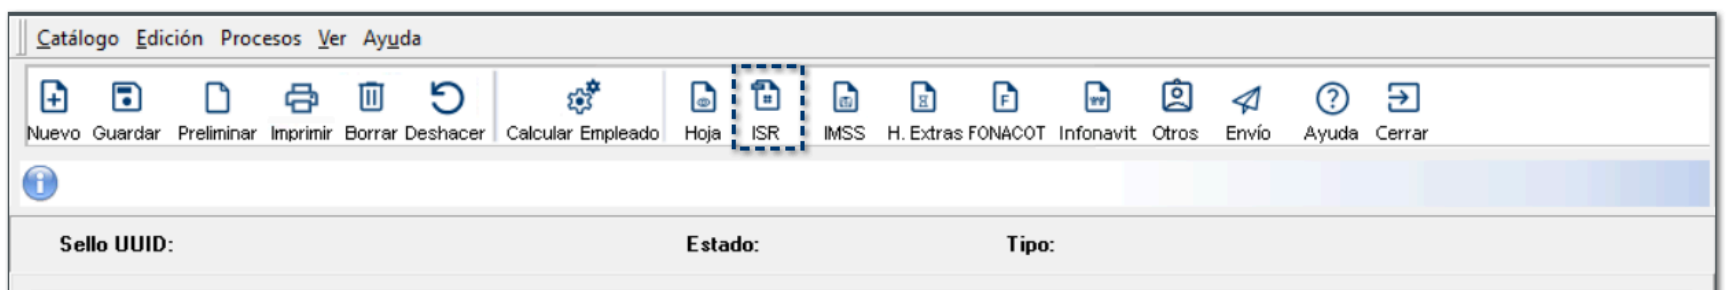 Catálogo Edición Procesos Ver Ayuda
Nuevo Guardar Preliminar Imprimir Borrar Deshacer Calcular Empleado Hoja ISR IMSS H. Extras FONACOT Infonavit Otros Envío Ayuda Cerrar
Sello UUID: Estado: Tipo: